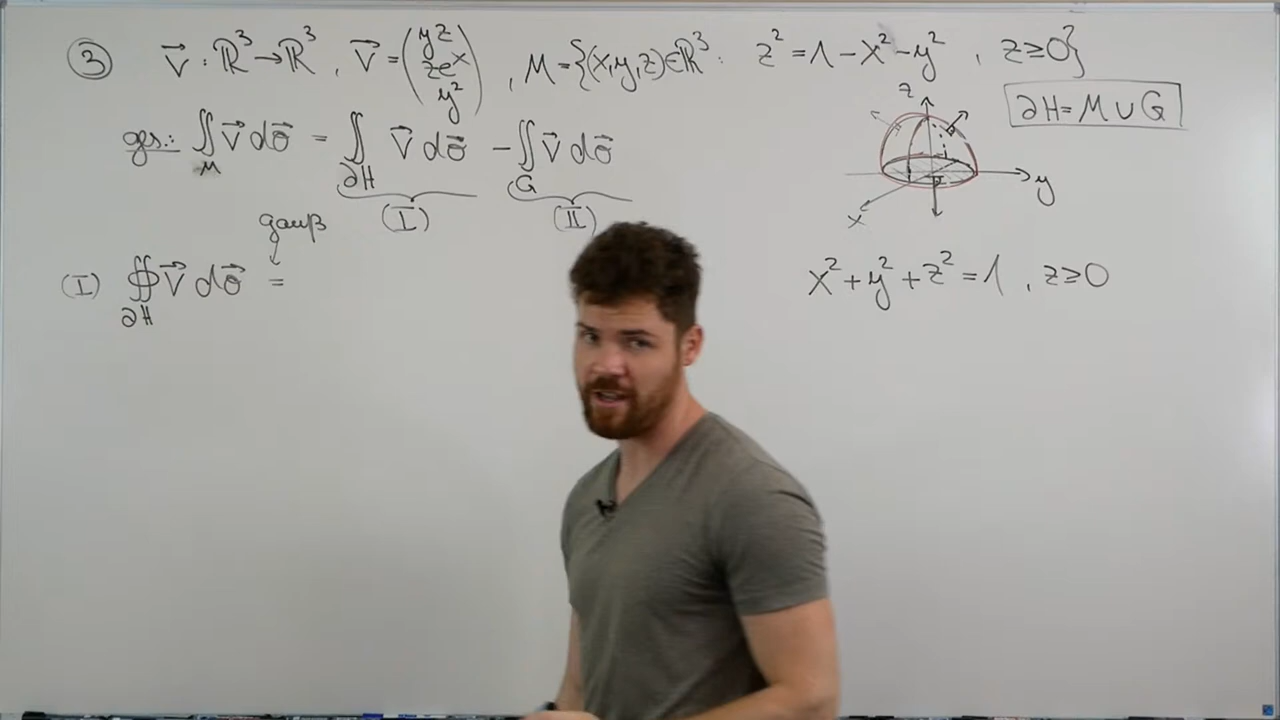 ③ v⃗ : ℝ³ → ℝ³ , v⃗ = (yz zeˣ y²) , M = {(x,y,z) ∈ ℝ³ : z² = 1 − x² − y² , z ≥ 0}
∂H = M ∪ G
ges.: ∬_M v⃗ dσ⃗ = ∬_∂H v⃗ dσ⃗ − ∬_G v⃗ dσ⃗
(I) (II)
z
y
x
gauß
(I) ∯_∂H v⃗ dσ⃗ =
x² + y² + z² = 1 , z ≥ 0